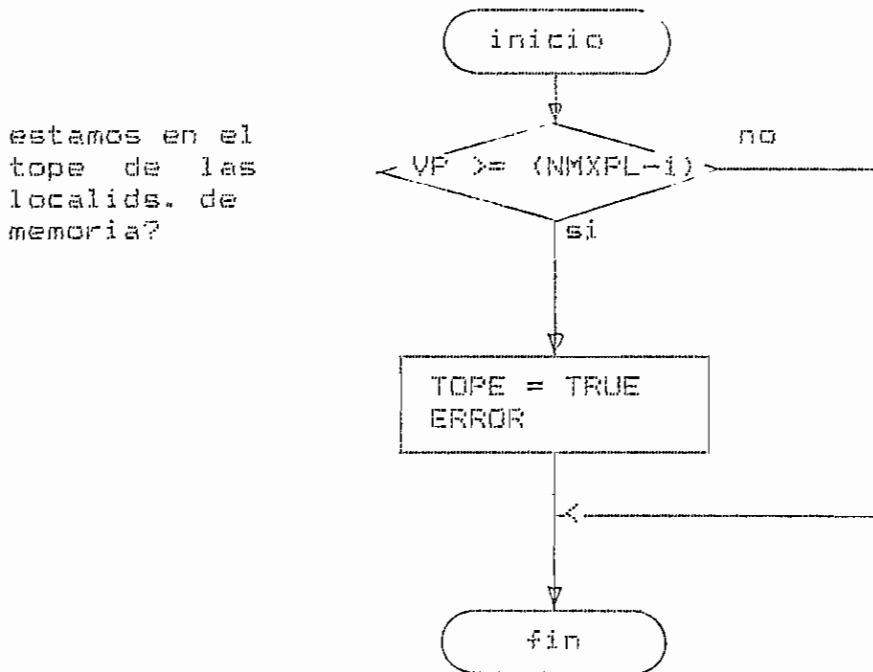 inicio
estamos en el
tope de las
localids. de
memoria?
VP >= (NMXPL-1)
no
si
TOPE = TRUE
ERROR
fin